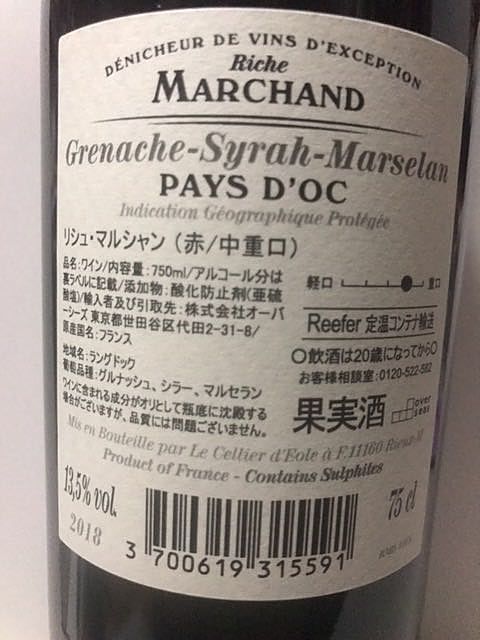 DÉNICHEUR DE VINS D'EXCEPTION
Riche
MARCHAND
Grenache-Syrah-Marselan
PAYS D'OC
Indication Géographique Protégée
リシュ・マルシャン (赤/中重口)
品名:ワイン/内容量:750ml/アルコール分は
裏ラベルに記載/添加物:酸化防止剤(亜硫
酸塩)/輸入者及び引取先:株式会社オーバ
ーシーズ 東京都世田谷区代田2-31-8/
原産国名:フランス
地域名:ラングドック
葡萄品種:グルナッシュ、シラー、マルセラン
ワインに含まれる成分がオリとして瓶底に沈殿する
場合がございますが、品質には問題ございません。
軽口 重口
Reefer 定温コンテナ輸送
〇飲酒は20歳になってから〇
お客様相談室:0120-522-582
果実酒
over
seas
Mis en Bouteille par Le Cellier d'Eole à F.11160 Rieux-M
Product of France - Contains Sulphites
13,5% vol.
2018
75 cl
3 700619 315591